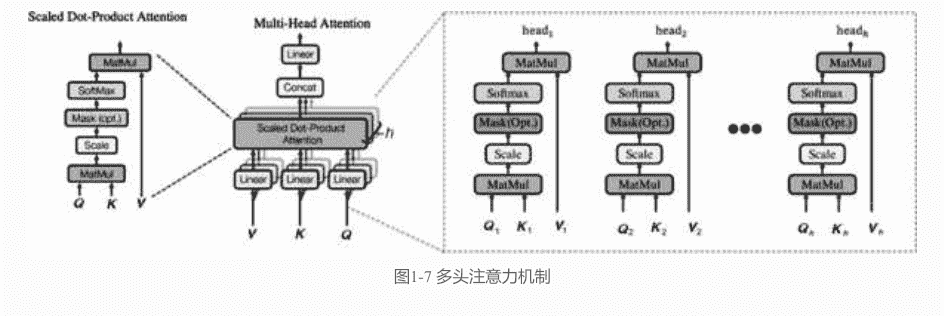 Scaled Dot-Product Attention
MatMul
SoftMax
Mask (opt.)
Scale
MatMul
Q K V
Multi-Head Attention
Linear
Concat
Scaled Dot-Product
Attention
h
Linear Linear Linear
V K Q
head1
MatMul
Softmax
Mask(Opt.)
Scale
MatMul
Q1 K1 V1
head2
MatMul
Softmax
Mask(Opt.)
Scale
MatMul
Q2 K2 V2
headh
MatMul
Softmax
Mask(Opt.)
Scale
MatMul
Qh Kh Vh
图1-7 多头注意力机制